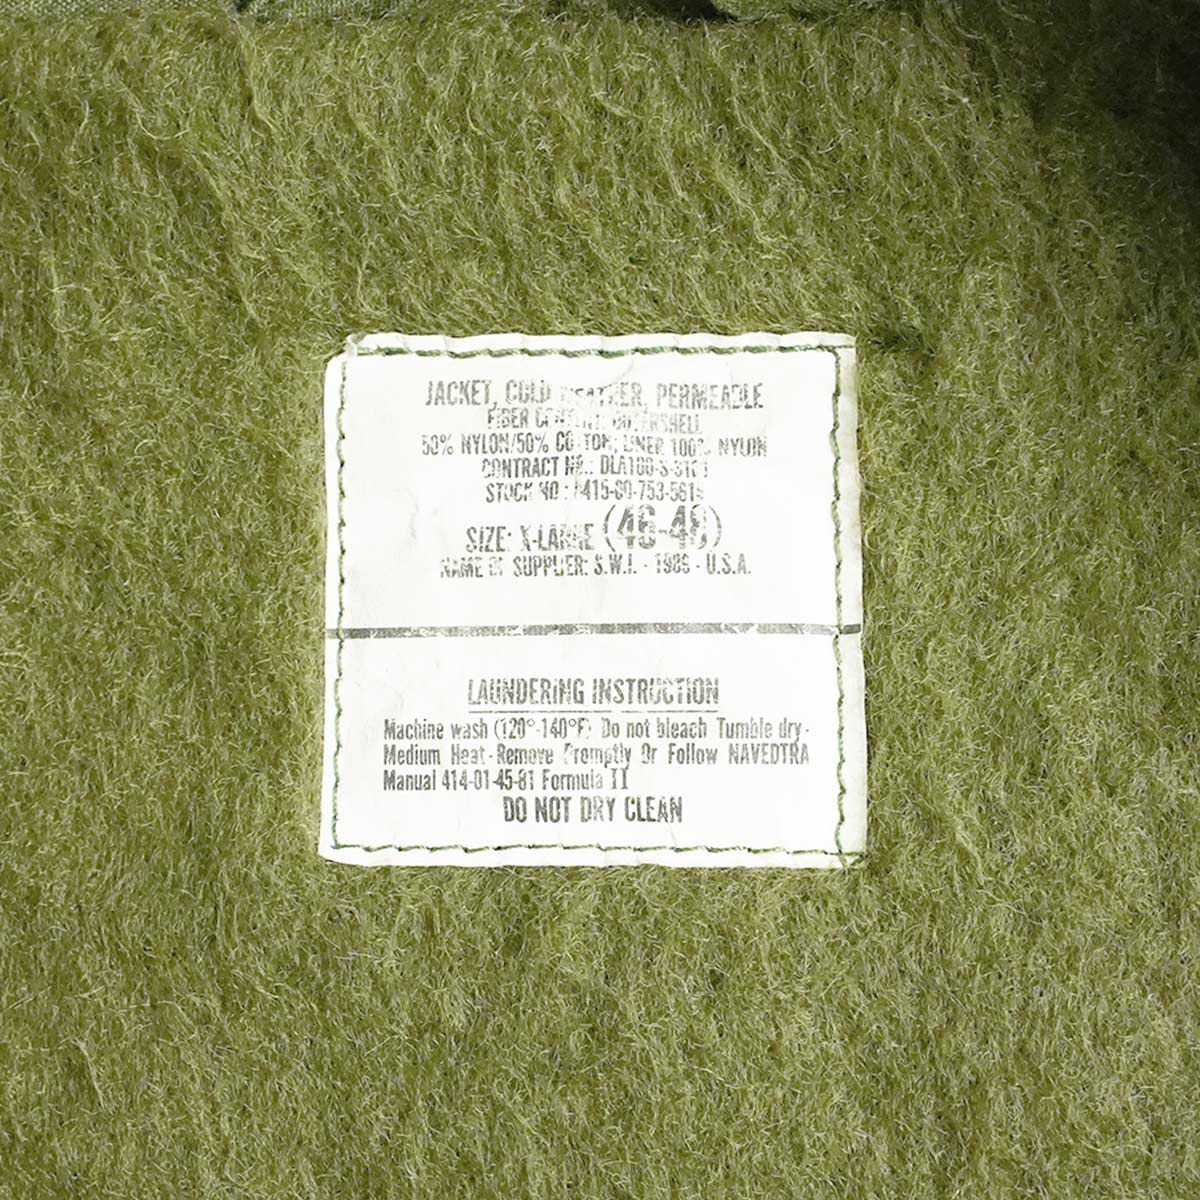 JACKET, COLD WEATHER, PERMEABLE
FIBER CONTENT: OUTERSHELL
50% NYLON/50% COTTON; LINER 100% NYLON
CONTRACT NO.:
STOCK NO.:
SIZE: X-LARGE (46-48)
NAME OF SUPPLIER: S.W.I. - - U.S.A.
LAUNDERING INSTRUCTION
Machine wash (120°-140°F) Do not bleach Tumble dry-
Medium Heat-Remove Promptly Or Follow NAVEDTRA
Manual 414-01-45-81 Formula II
DO NOT DRY CLEAN